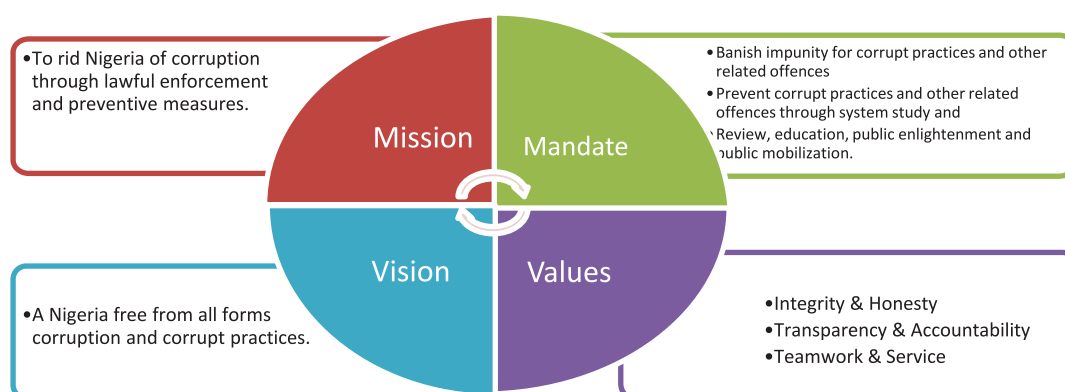 •To rid Nigeria of corruption
through lawful enforcement
and preventive measures.
Mission
Mandate
•Banish impunity for corrupt practices and other
related offences
•Prevent corrupt practices and other related
offences through system study and
•Review, education, public enlightenment and
public mobilization.
Vision
•A Nigeria free from all forms
corruption and corrupt practices.
Values
•Integrity & Honesty
•Transparency & Accountability
•Teamwork & Service